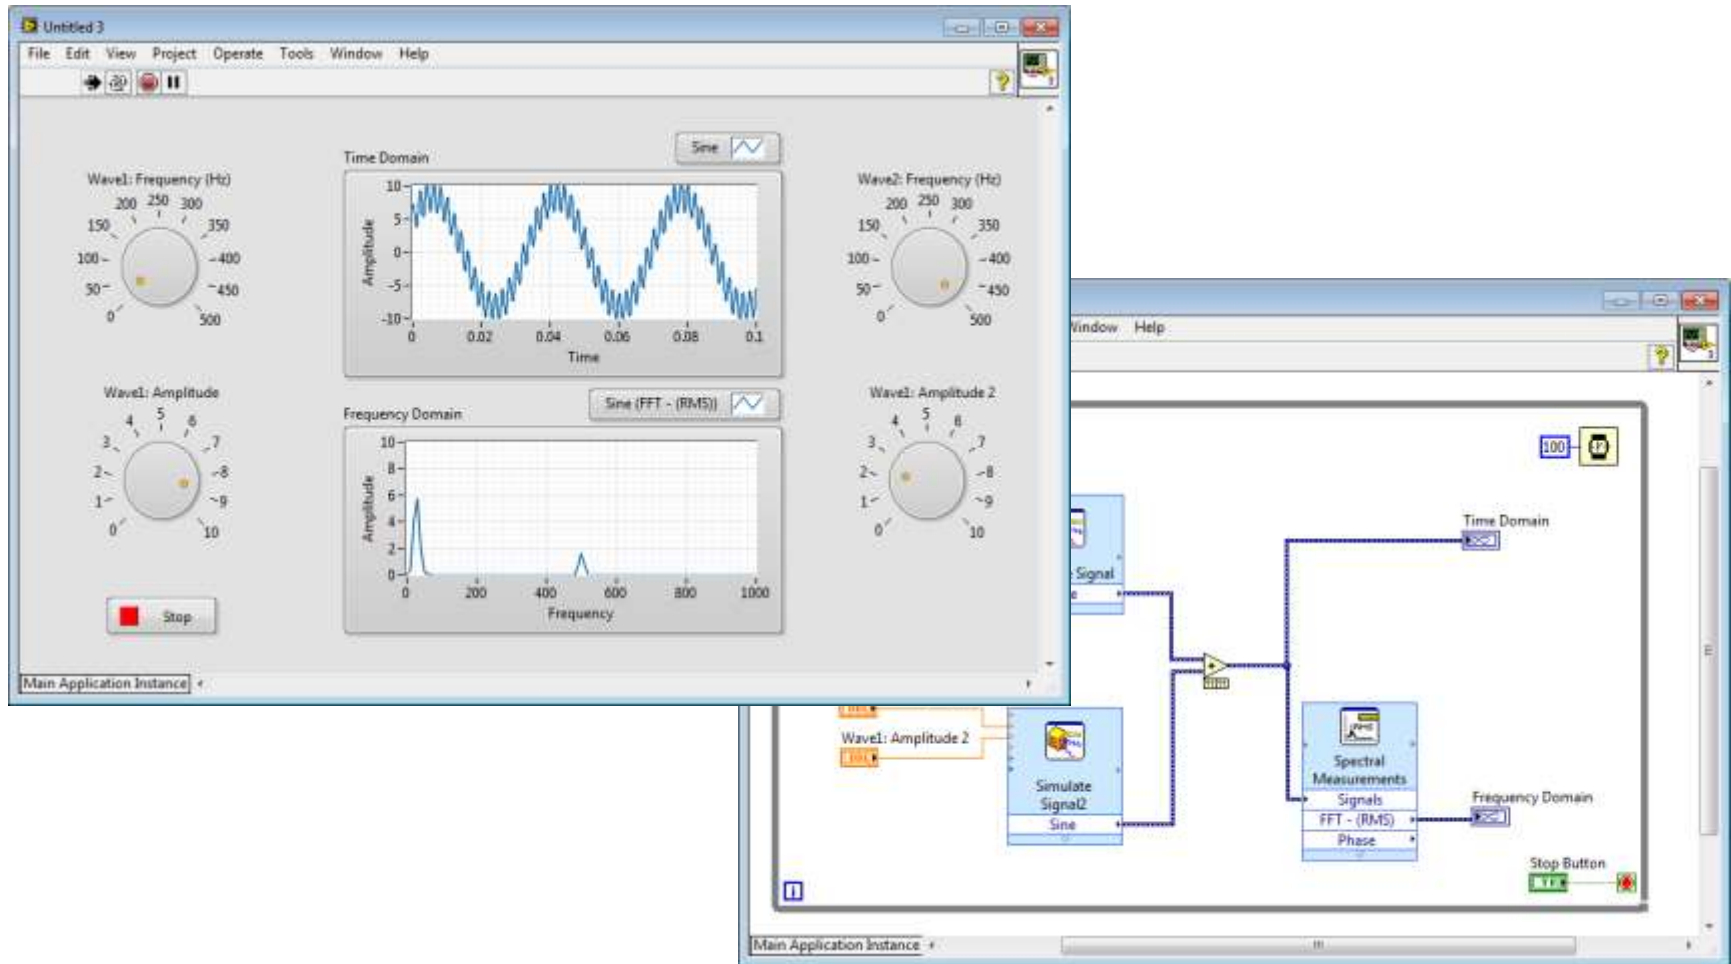 Untitled 3
File Edit View Project Operate Tools Window Help
Wave1: Frequency (Hz)
0 50 100 150 200 250 300 350 400 450 500
Time Domain
Sine
Amplitude
10
5
0
-5
-10
0 0.02 0.04 0.06 0.08 0.1
Time
Wave2: Frequency (Hz)
0 50 100 150 200 250 300 350 400 450 500
Wave1: Amplitude
0 1 2 3 4 5 6 7 8 9 10
Frequency Domain
Sine (FFT - (RMS))
Amplitude
10
8
6
4
2
0
0 200 400 600 800 1000
Frequency
Wave1: Amplitude 2
0 1 2 3 4 5 6 7 8 9 10
Stop
Main Application Instance
Window Help
100
Time Domain
Signal
Wave1: Amplitude 2
Simulate
Signal2
Sine
Spectral
Measurements
Signals
FFT - (RMS)
Phase
Frequency Domain
Stop Button
TF
i
Main Application Instance